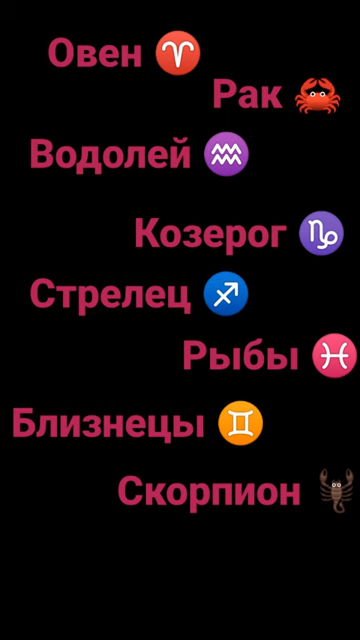 Овен ♈
Рак 🦀
Водолей ♒
Козерог ♑
Стрелец ♐
Рыбы ♓
Близнецы ♊
Скорпион 🦂